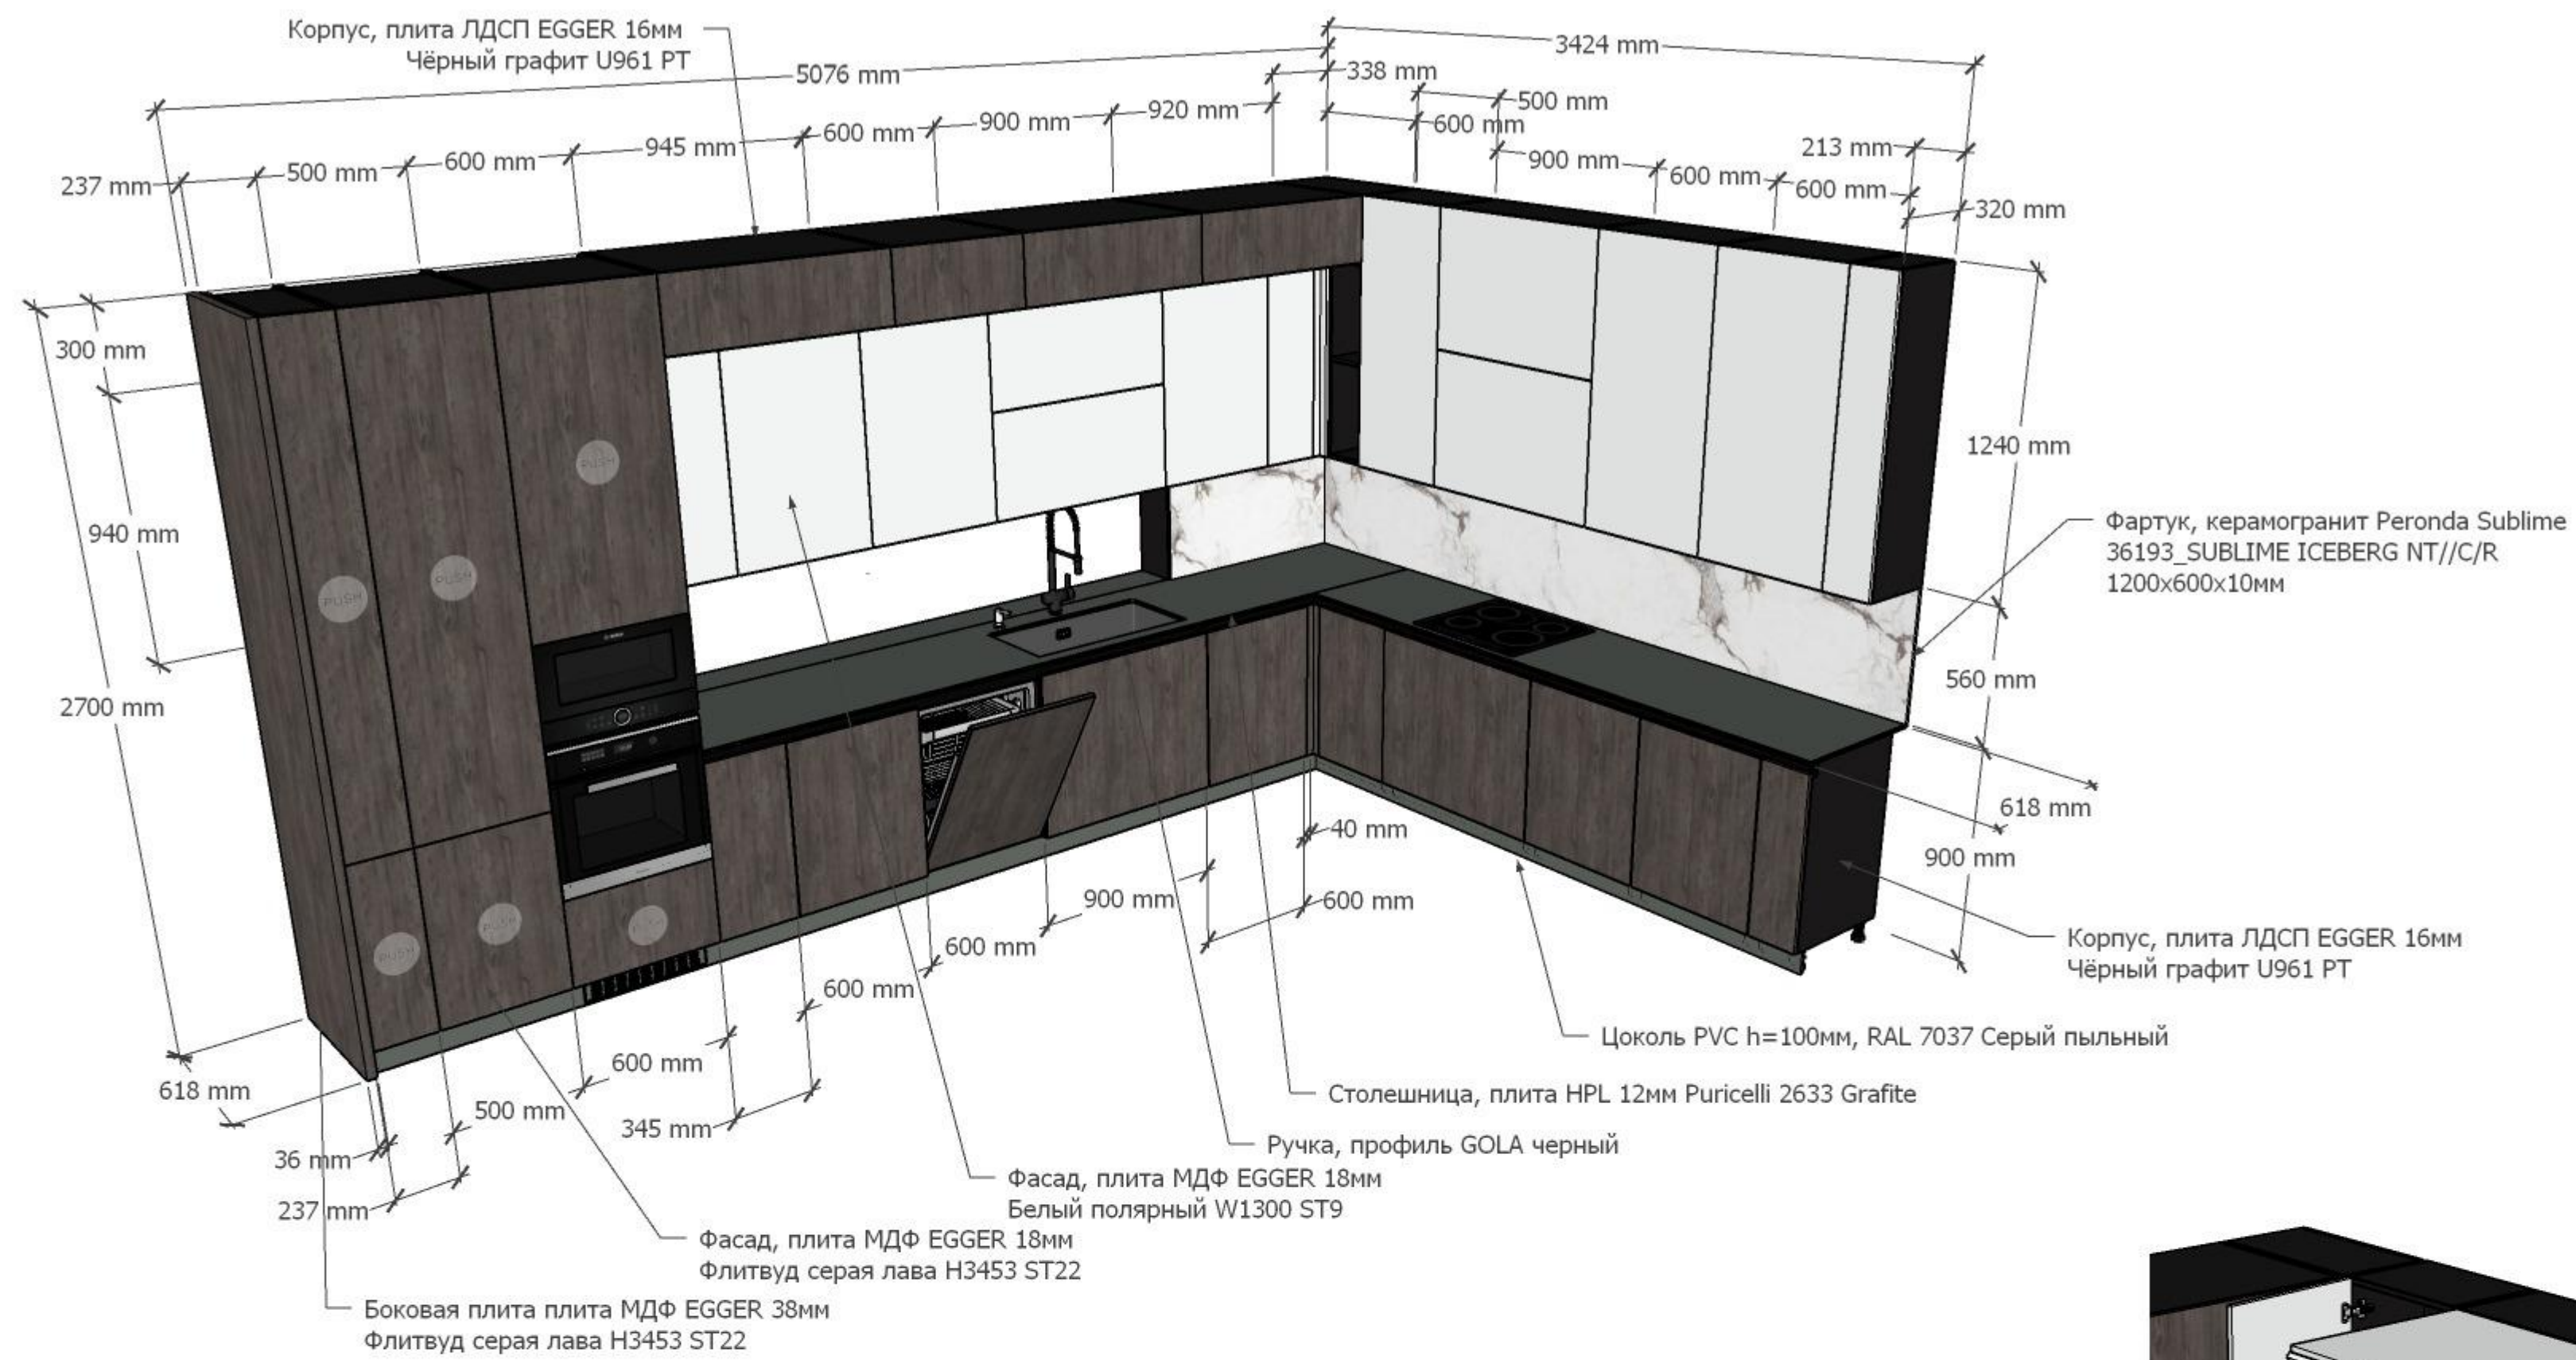 Корпус, плита ЛДСП EGGER 16мм
Чёрный графит U961 PT
5076 mm
3424 mm
338 mm
500 mm
600 mm
237 mm
500 mm
600 mm
945 mm
600 mm
900 mm
920 mm
900 mm
600 mm
213 mm
600 mm
320 mm
300 mm
940 mm
2700 mm
1240 mm
PUSH
PUSH
PUSH
PUSH
PUSH
PUSH
Фартук, керамогранит Peronda Sublime
36193_SUBLIME ICEBERG NT//C/R
1200x600x10мм
560 mm
618 mm
900 mm
40 mm
900 mm
600 mm
600 mm
600 mm
600 mm
345 mm
500 mm
618 mm
36 mm
237 mm
Корпус, плита ЛДСП EGGER 16мм
Чёрный графит U961 PT
Цоколь PVC h=100мм, RAL 7037 Серый пыльный
Столешница, плита HPL 12мм Puricelli 2633 Grafite
Ручка, профиль GOLA черный
Фасад, плита МДФ EGGER 18мм
Белый полярный W1300 ST9
Фасад, плита МДФ EGGER 18мм
Флитвуд серая лава H3453 ST22
Боковая плита плита МДФ EGGER 38мм
Флитвуд серая лава H3453 ST22